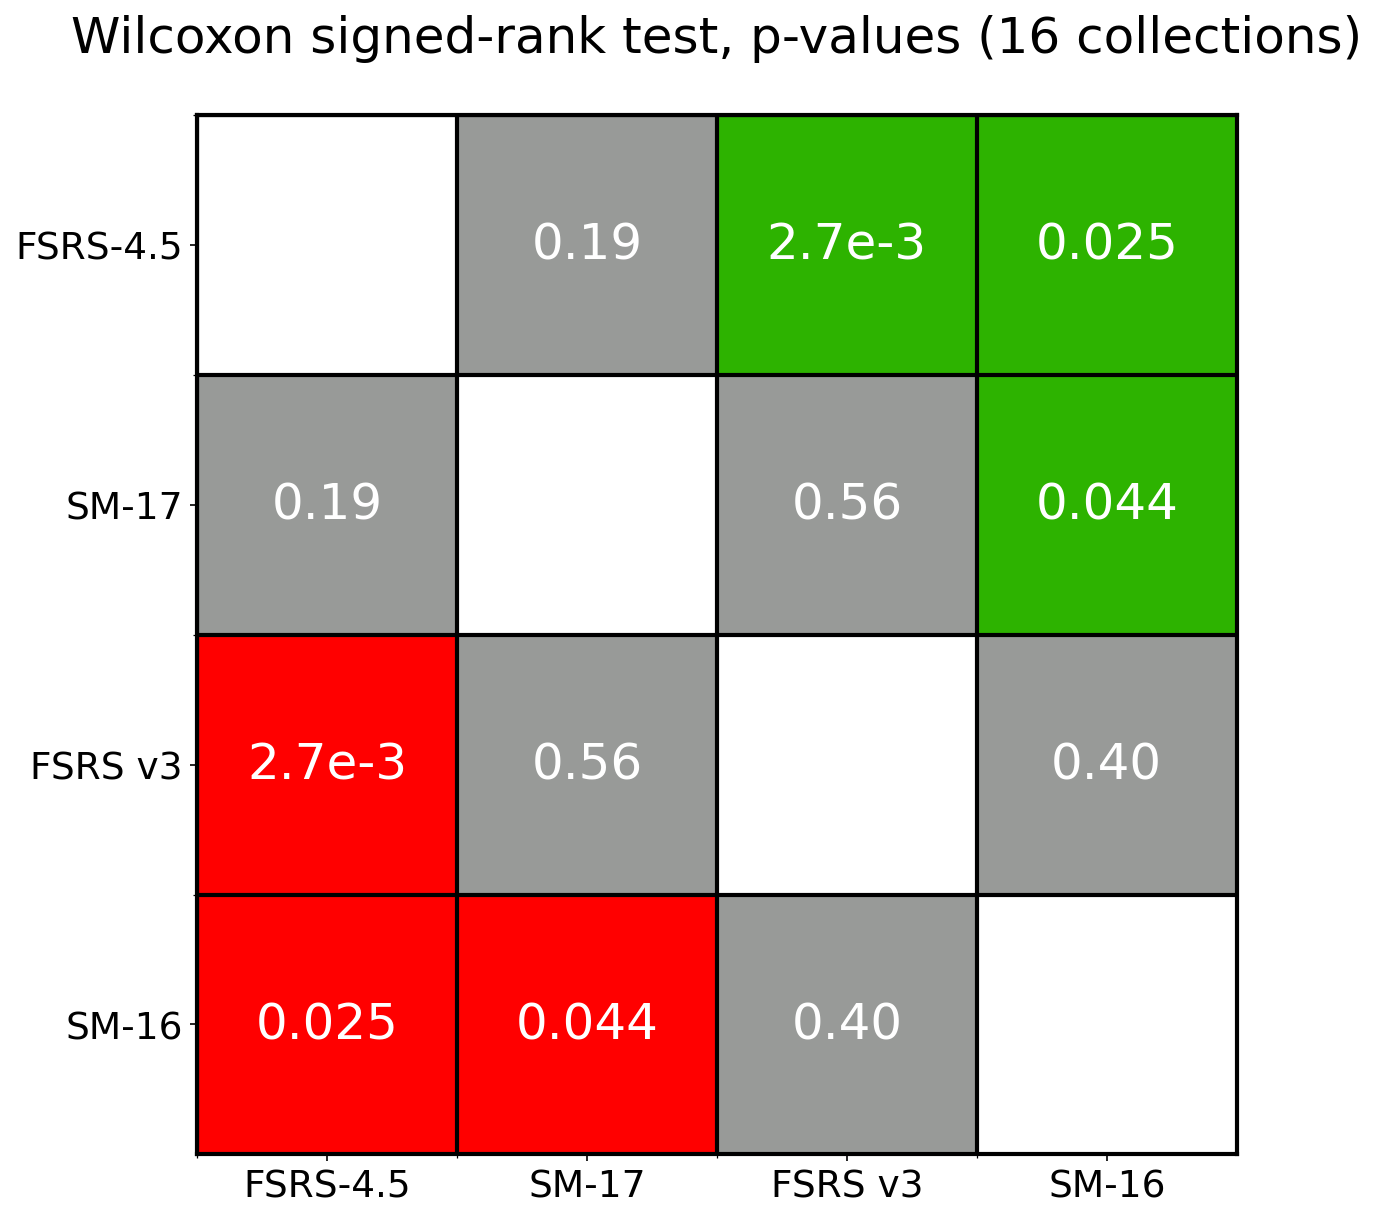 Wilcoxon signed-rank test, p-values (16 collections)
FSRS-4.5 0.19 2.7e-3 0.025
SM-17 0.19 0.56 0.044
FSRS v3 2.7e-3 0.56 0.40
SM-16 0.025 0.044 0.40
FSRS-4.5 SM-17 FSRS v3 SM-16